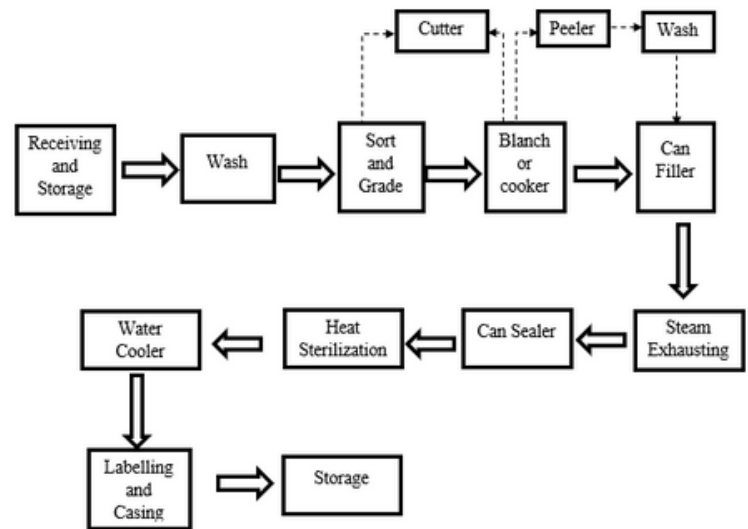 Cutter
Peeler
Wash
Receiving
and
Storage
Wash
Sort
and
Grade
Blanch
or
cooker
Can
Filler
Water
Cooler
Heat
Sterilization
Can Sealer
Steam
Exhausting
Labelling
and
Casing
Storage